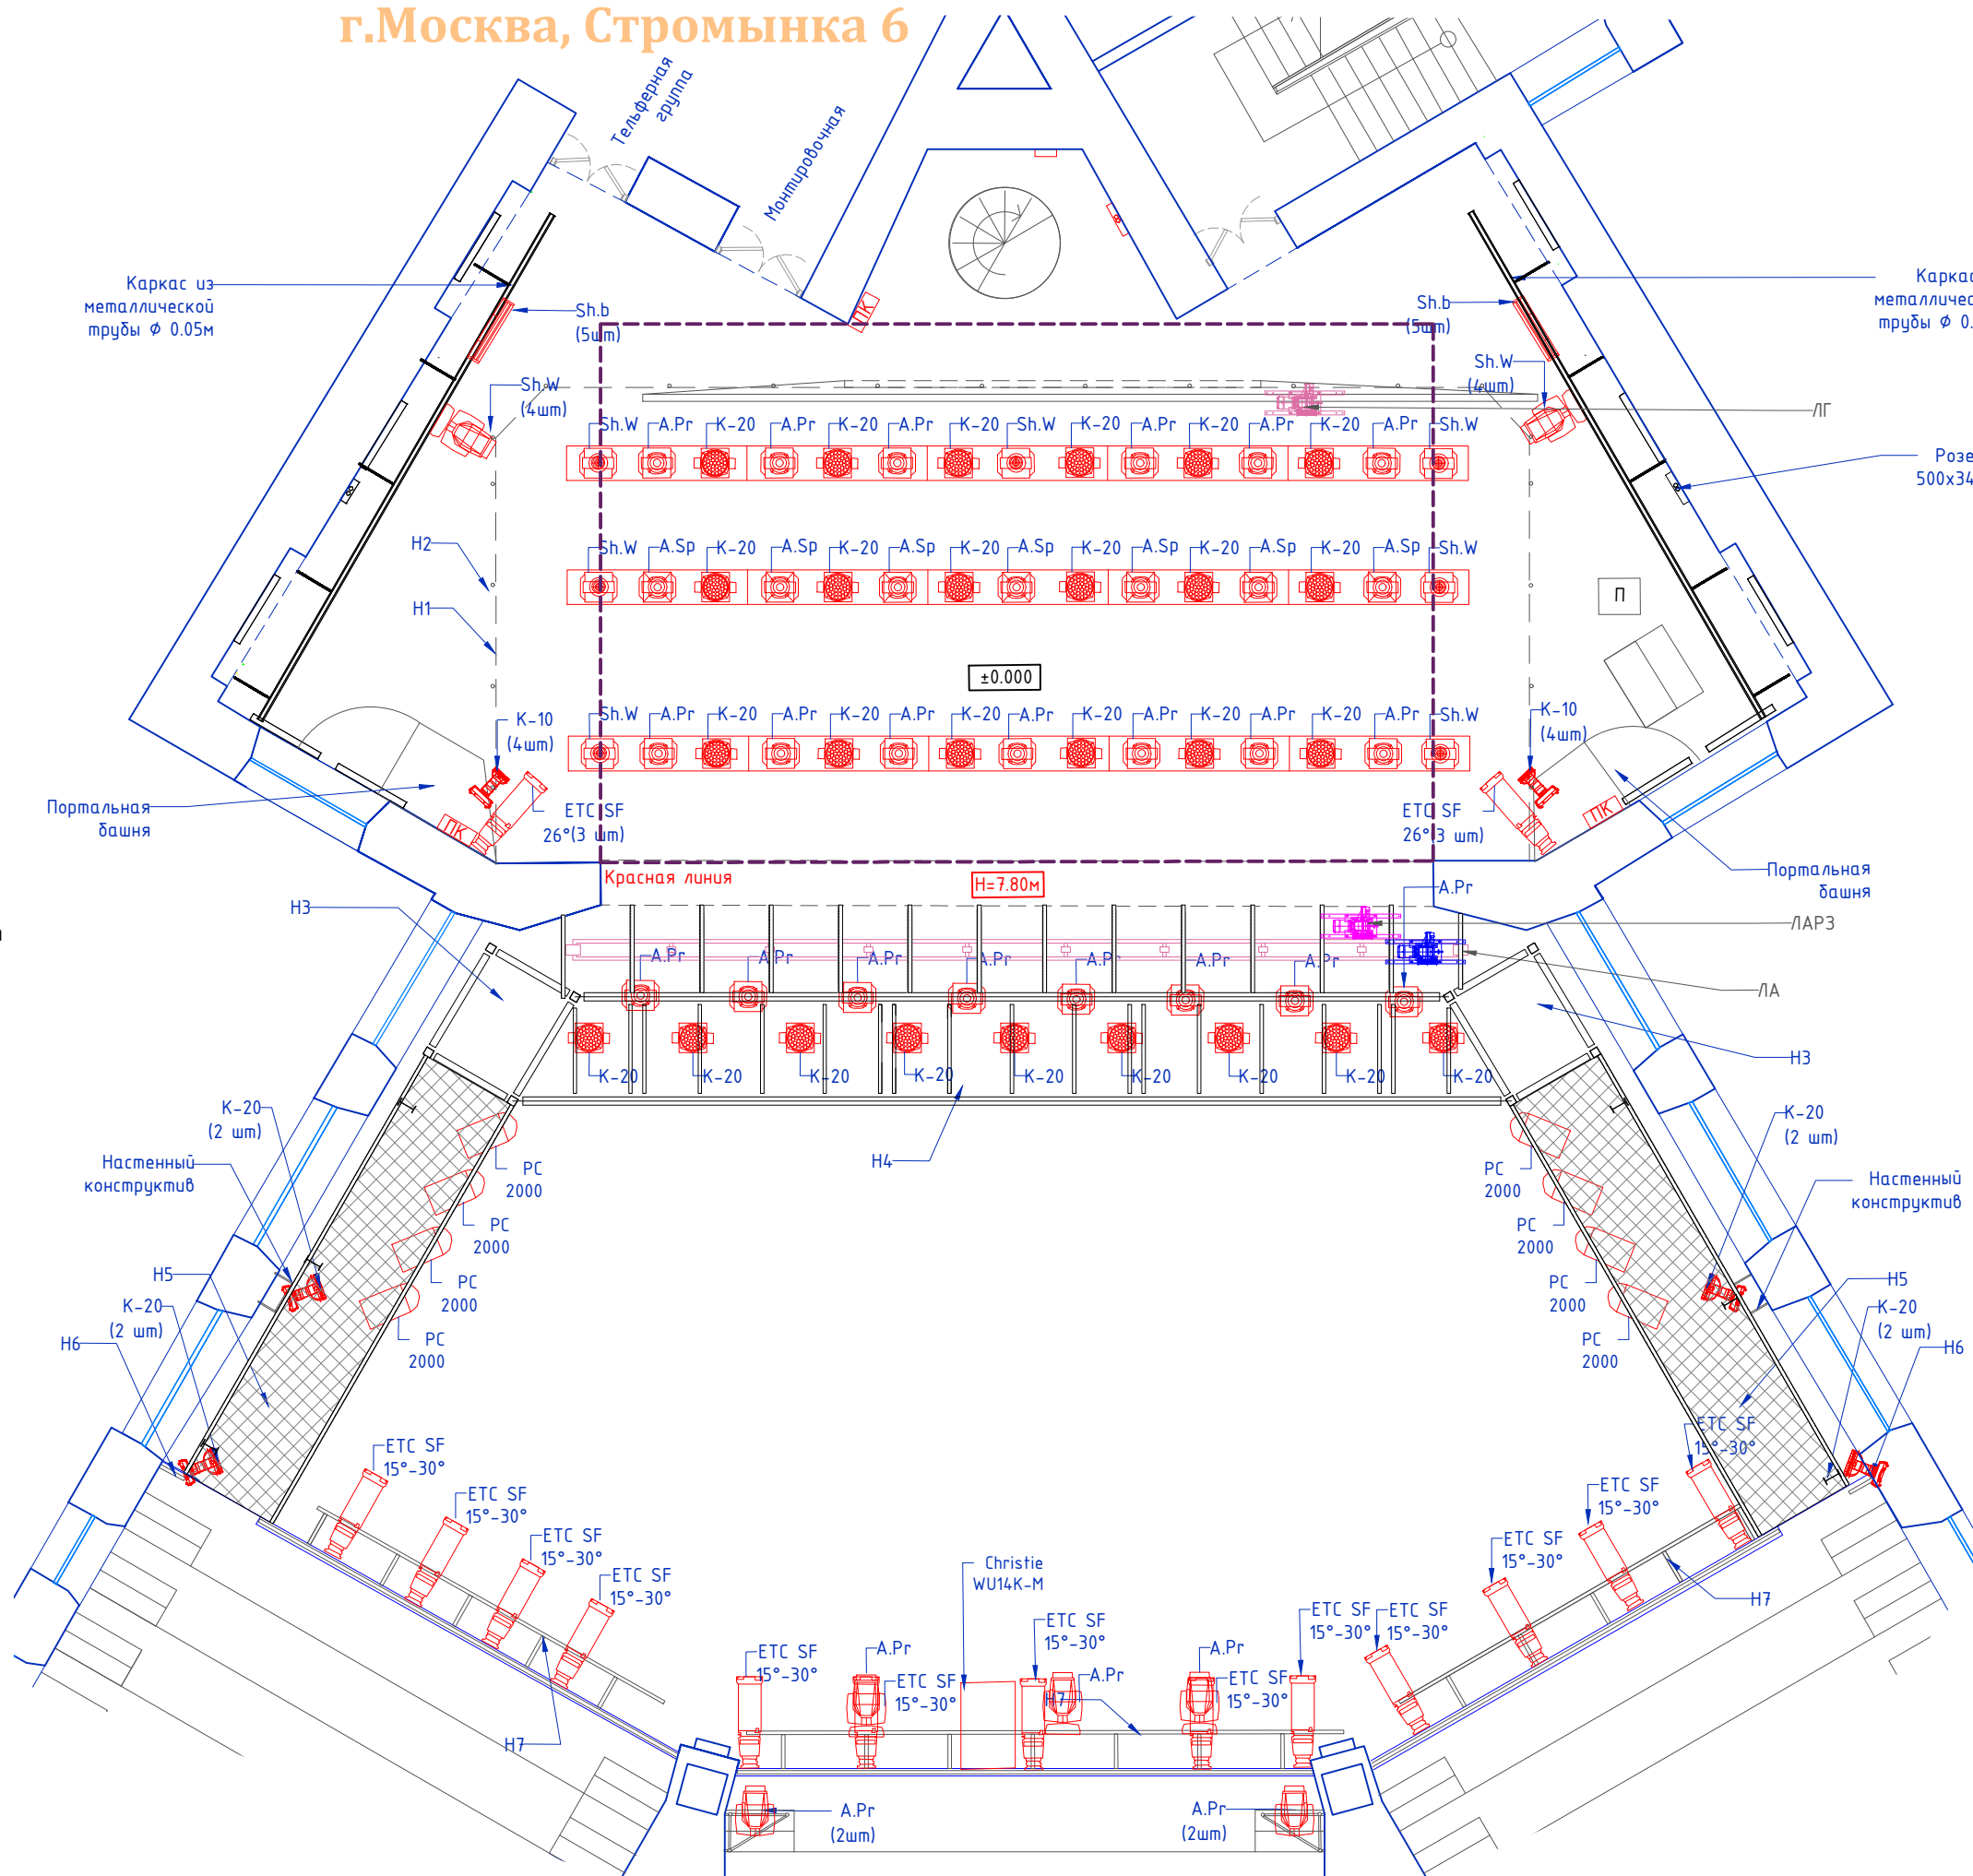 г.Москва, Стромынка 6
Тельферная
группа
Монтировочная
Каркас из
металлической
трубы Ф 0.05м
Sh.b
(5шт)
Sh.b
(5шт)
ПК
Sh.W
(4шт)
Sh.W
(4шт)
ЛГ
Sh.W A.Pr K-20 A.Pr K-20 A.Pr K-20 Sh.W K-20 A.Pr K-20 A.Pr K-20 A.Pr Sh.W
500х34
H2
Sh.W A.Sp K-20 A.Sp K-20 A.Sp K-20 A.Sp K-20 A.Sp K-20 A.Sp K-20 A.Sp Sh.W
H1
П
±0.000
Sh.W A.Pr K-20 A.Pr K-20 A.Pr K-20 A.Pr K-20 A.Pr K-20 A.Pr K-20 A.Pr Sh.W
K-10
(4шт)
K-10
(4шт)
Портальная
башня
ПК
ETC SF
26°(3 шт)
ETC SF
26°(3 шт)
ПК
Портальная
башня
Красная линия
H=7.80м
A.Pr
H3
ЛАРЗ
A.Pr A.Pr A.Pr A.Pr A.Pr A.Pr A.Pr
ЛА
H3
K-20 K-20 K-20 K-20 K-20 K-20 K-20 K-20 K-20
K-20
(2 шт)
K-20
(2 шт)
Настенный
конструктив
H4
Настенный
конструктив
PC
2000
PC
2000
PC
2000
PC
2000
PC
2000
PC
2000
PC
2000
PC
2000
H5
K-20
(2 шт)
H6
H5
K-20
(2 шт)
H6
ETC SF
15°-30°
ETC SF
15°-30°
ETC SF
15°-30°
ETC SF
15°-30°
ETC SF
15°-30°
ETC SF
15°-30°
ETC SF
15°-30°
Christie
WU14K-M
H7
ETC SF
15°-30°
ETC SF
15°-30°
ETC SF
15°-30°
ETC SF
15°-30°
A.Pr
ETC SF
15°-30°
A.Pr
A.Pr
ETC SF
15°-30°
H7
H7
A.Pr
(2шт)
A.Pr
(2шт)